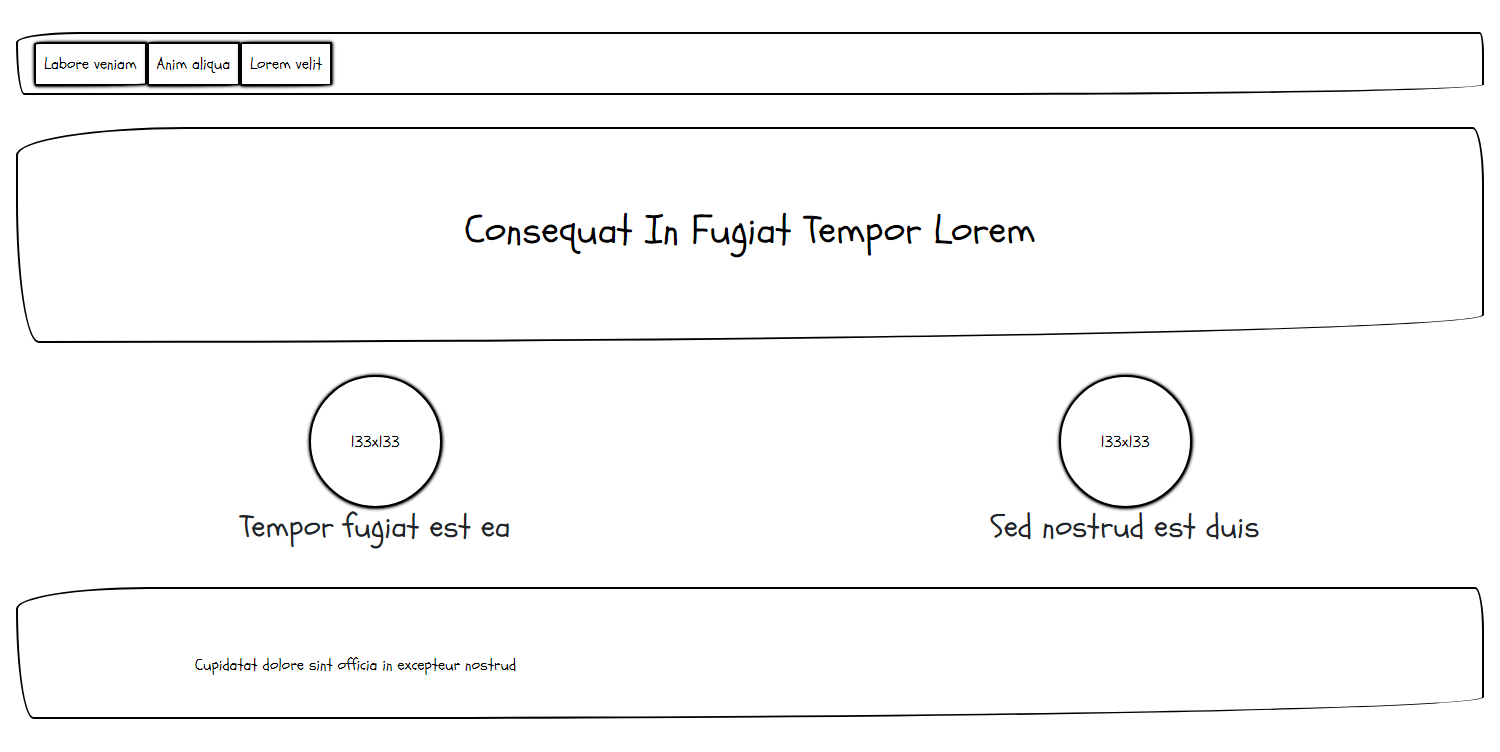 Labore veniam Anim aliqua Lorem velit
Consequat In Fugiat Tempor Lorem
133x133 133x133
Tempor fugiat est ea Sed nostrud est duis
Cupidatat dolore sint officia in excepteur nostrud